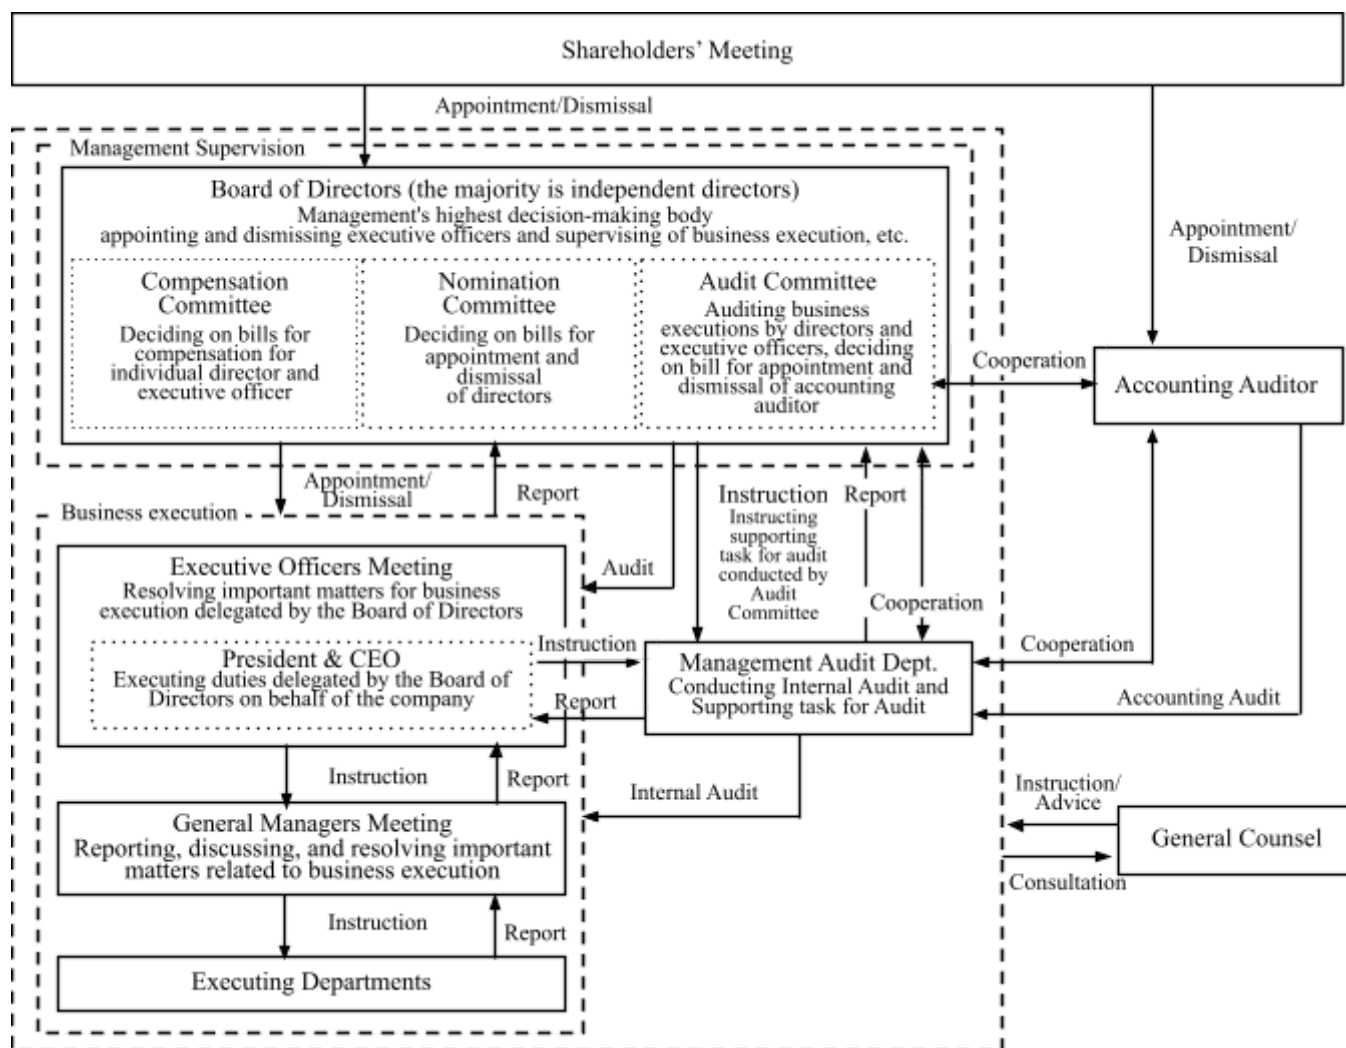 Shareholders' Meeting
Appointment/Dismissal
Management Supervision
Board of Directors (the majority is independent directors)
Management's highest decision-making body
appointing and dismissing executive officers and supervising of business execution, etc.
Compensation
Committee
Deciding on bills for
compensation for
individual director and
executive officer
Nomination
Committee
Deciding on bills for
appointment and
dismissal
of directors
Audit Committee
Auditing business
executions by directors and
executive officers, deciding
on bill for appointment and
dismissal of accounting
auditor
Appointment/
Dismissal
Cooperation
Accounting Auditor
Appointment/
Dismissal
Report
Instruction
Instructing
supporting
task for audit
conducted by
Audit
Committee
Report
Cooperation
Business execution
Executive Officers Meeting
Resolving important matters for business
execution delegated by the Board of Directors
Audit
President & CEO
Executing duties delegated by the Board of
Directors on behalf of the company
Instruction
Report
Management Audit Dept.
Conducting Internal Audit and
Supporting task for Audit
Cooperation
Accounting Audit
Instruction
Report
Internal Audit
Instruction/
Advice
General Counsel
Consultation
General Managers Meeting
Reporting, discussing, and resolving important
matters related to business execution
Instruction
Report
Executing Departments